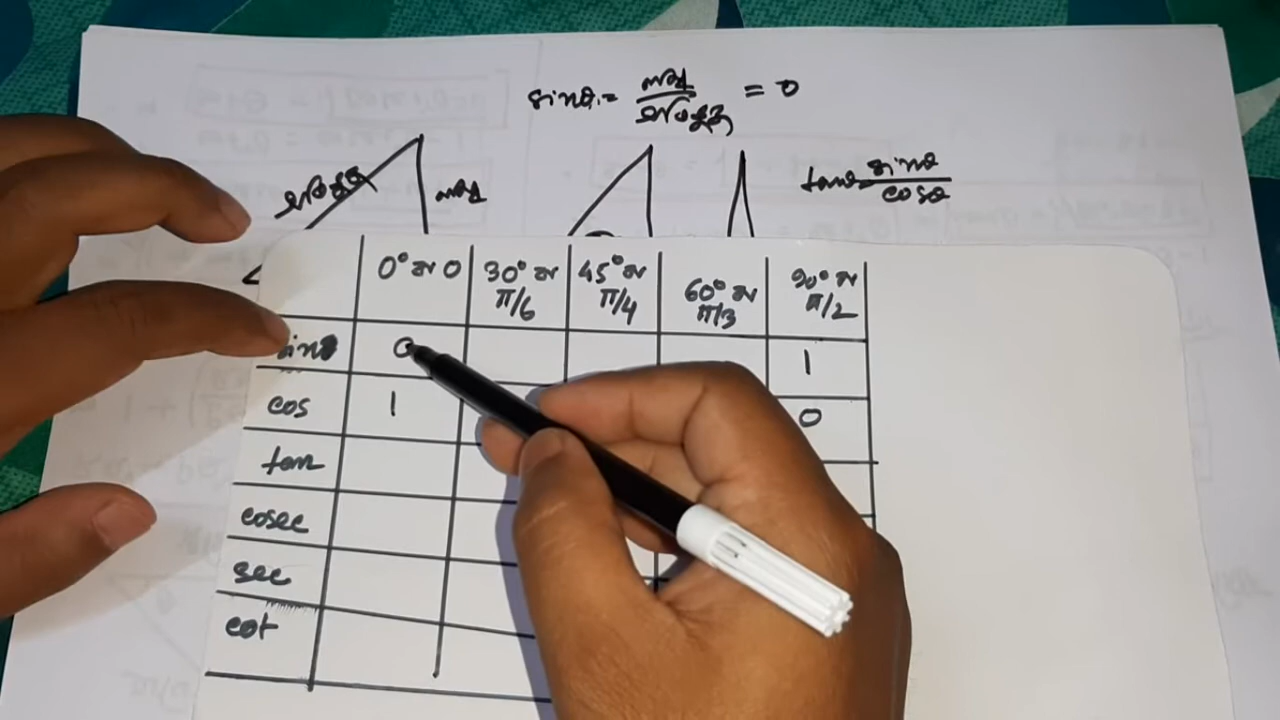 sinθ = লম্ব/অতিভুজ = 0
অতিভুজ
লম্ব
tanθ = sinθ/cosθ
0° বা 0
30° বা π/6
45° বা π/4
60° বা π/3
90° বা π/2
sin 0 1
cos 1 0
tan
cosec
sec
cot